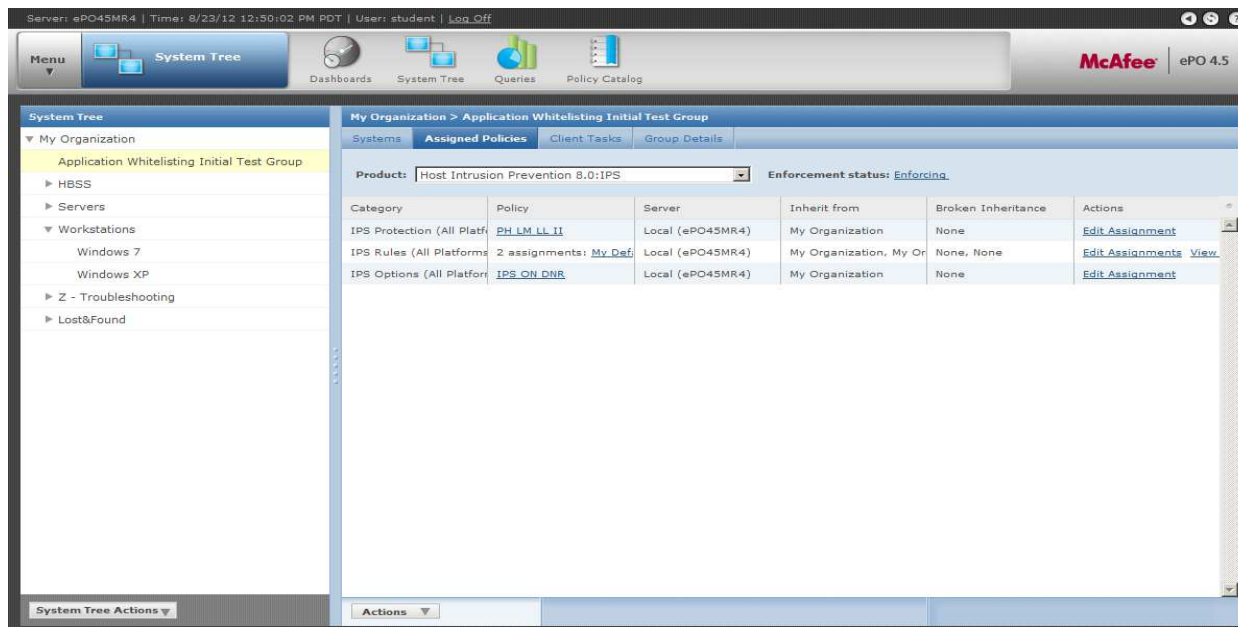 Server: ePO45MR4 | Time: 8/23/12 12:50:02 PM PDT | User: student | Log Off
Menu
System Tree
Dashboards
System Tree
Queries
Policy Catalog
McAfee
ePO 4.5
System Tree
My Organization
Application Whitelisting Initial Test Group
HBSS
Servers
Workstations
Windows 7
Windows XP
Z - Troubleshooting
Lost&Found
System Tree Actions
My Organization > Application Whitelisting Initial Test Group
Systems Assigned Policies Client Tasks Group Details
Product: Host Intrusion Prevention 8.0:IPS Enforcement status: Enforcing
Category Policy Server Inherit from Broken Inheritance Actions
IPS Protection (All Platf PH LM LL II Local (ePO45MR4) My Organization None Edit Assignment
IPS Rules (All Platforms 2 assignments: My Def Local (ePO45MR4) My Organization, My Or None, None Edit Assignments View
IPS Options (All Platfor IPS ON DNR Local (ePO45MR4) My Organization None Edit Assignment
Actions